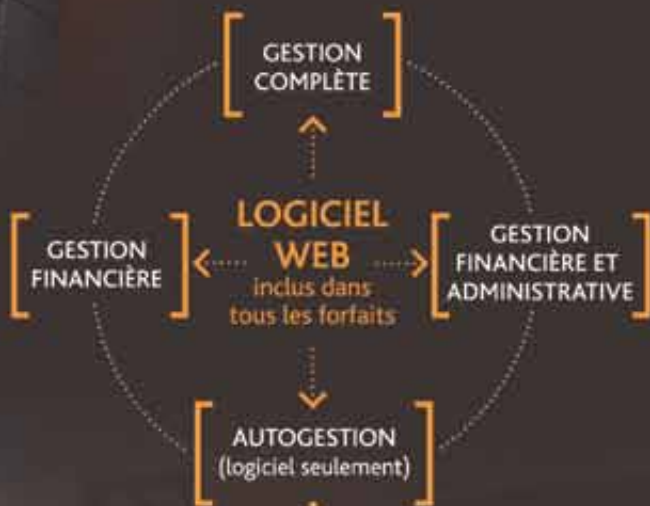 GESTION
COMPLÈTE
LOGICIEL
WEB
inclus dans
tous les forfaits
GESTION
FINANCIÈRE
GESTION
FINANCIÈRE ET
ADMINISTRATIVE
AUTOGESTION
(logiciel seulement)